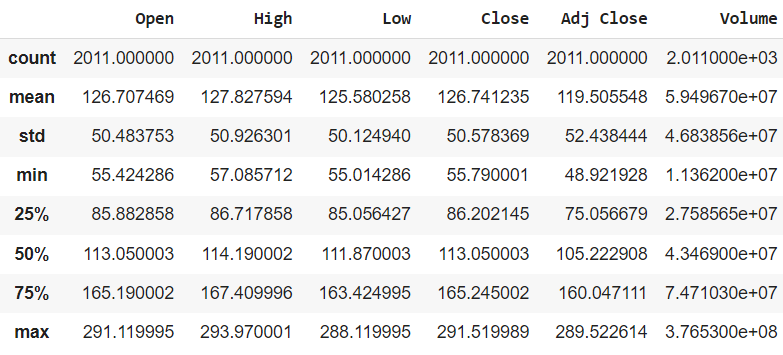 Open High Low Close Adj Close Volume
count 2011.000000 2011.000000 2011.000000 2011.000000 2011.000000 2.011000e+03
mean 126.707469 127.827594 125.580258 126.741235 119.505548 5.949670e+07
std 50.483753 50.926301 50.124940 50.578369 52.438444 4.683856e+07
min 55.424286 57.085712 55.014286 55.790001 48.921928 1.136200e+07
25% 85.882858 86.717858 85.056427 86.202145 75.056679 2.758565e+07
50% 113.050003 114.190002 111.870003 113.050003 105.222908 4.346900e+07
75% 165.190002 167.409996 163.424995 165.245002 160.047111 7.471030e+07
max 291.119995 293.970001 288.119995 291.519989 289.522614 3.765300e+08